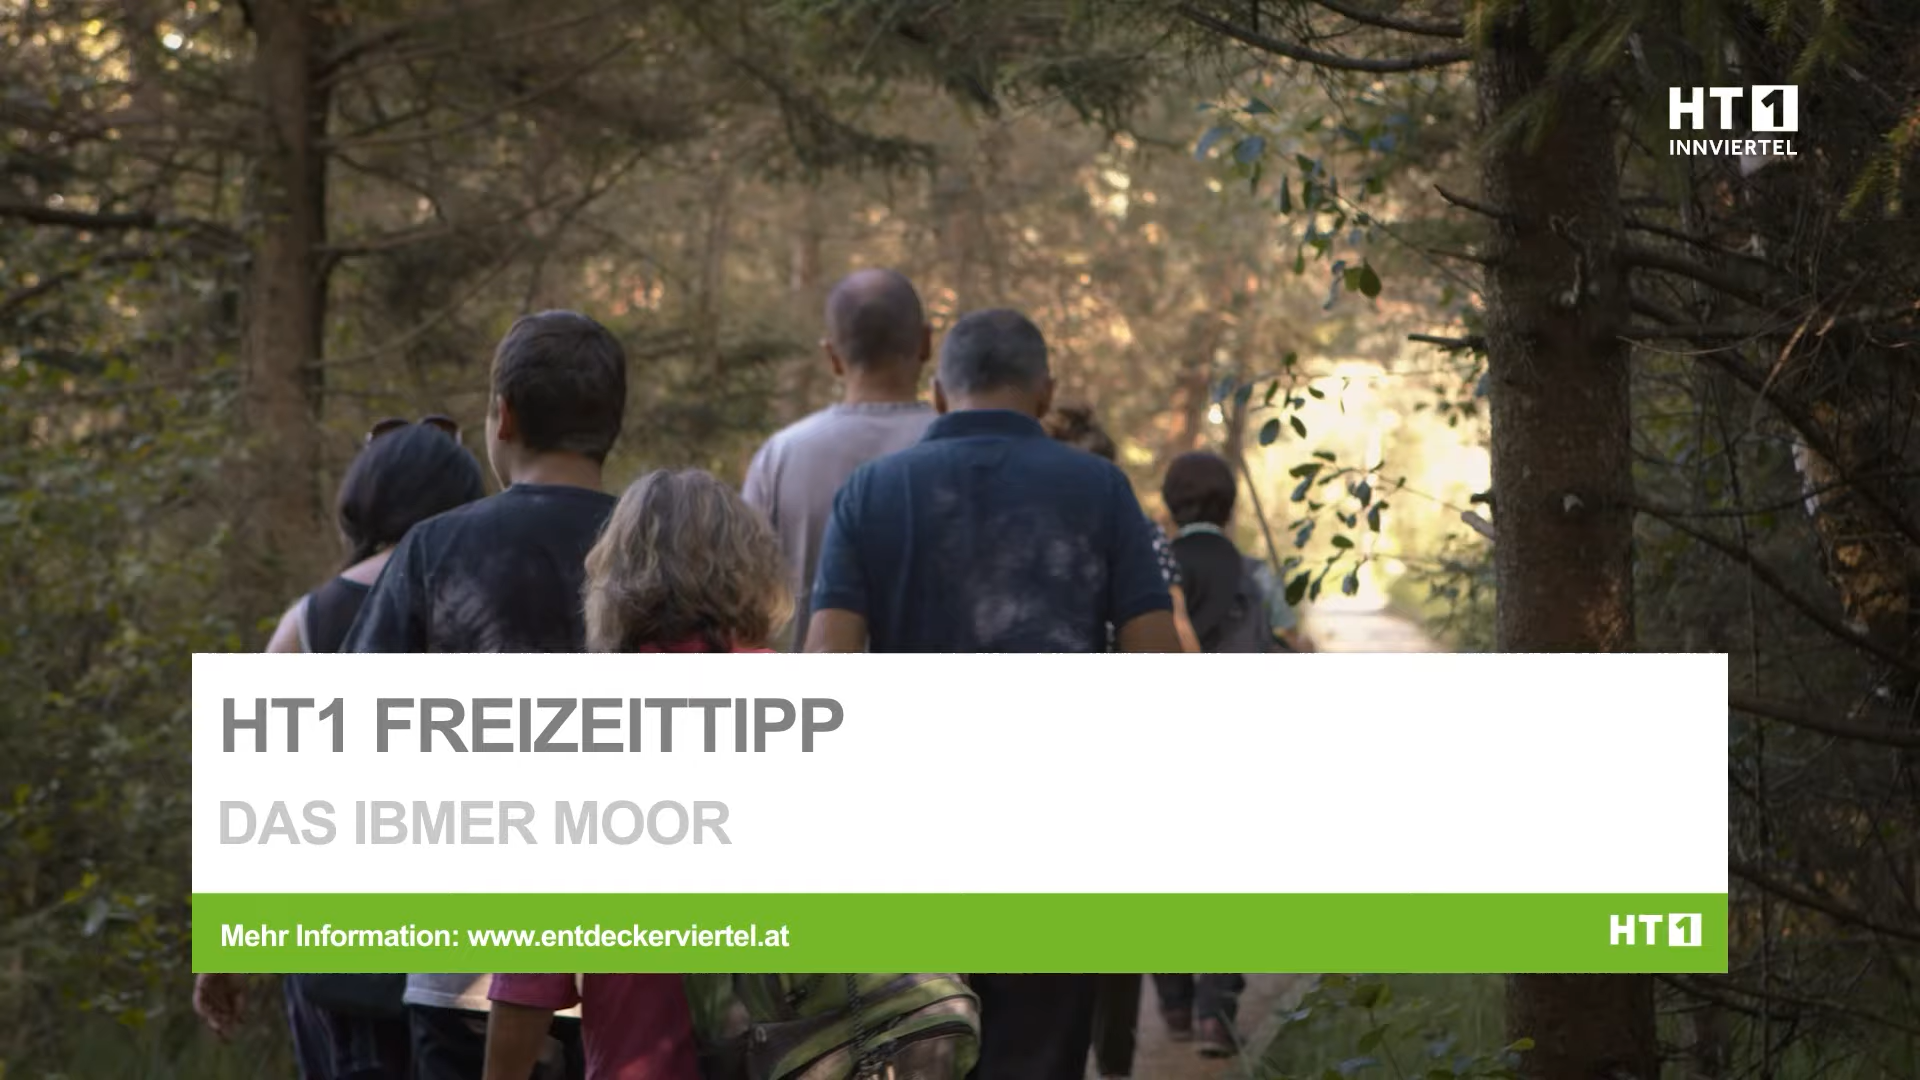 HT1
INNVIERTEL
HT1 FREIZEITTIPP
DAS IBMER MOOR
Mehr Information: www.entdeckerviertel.at
HT1